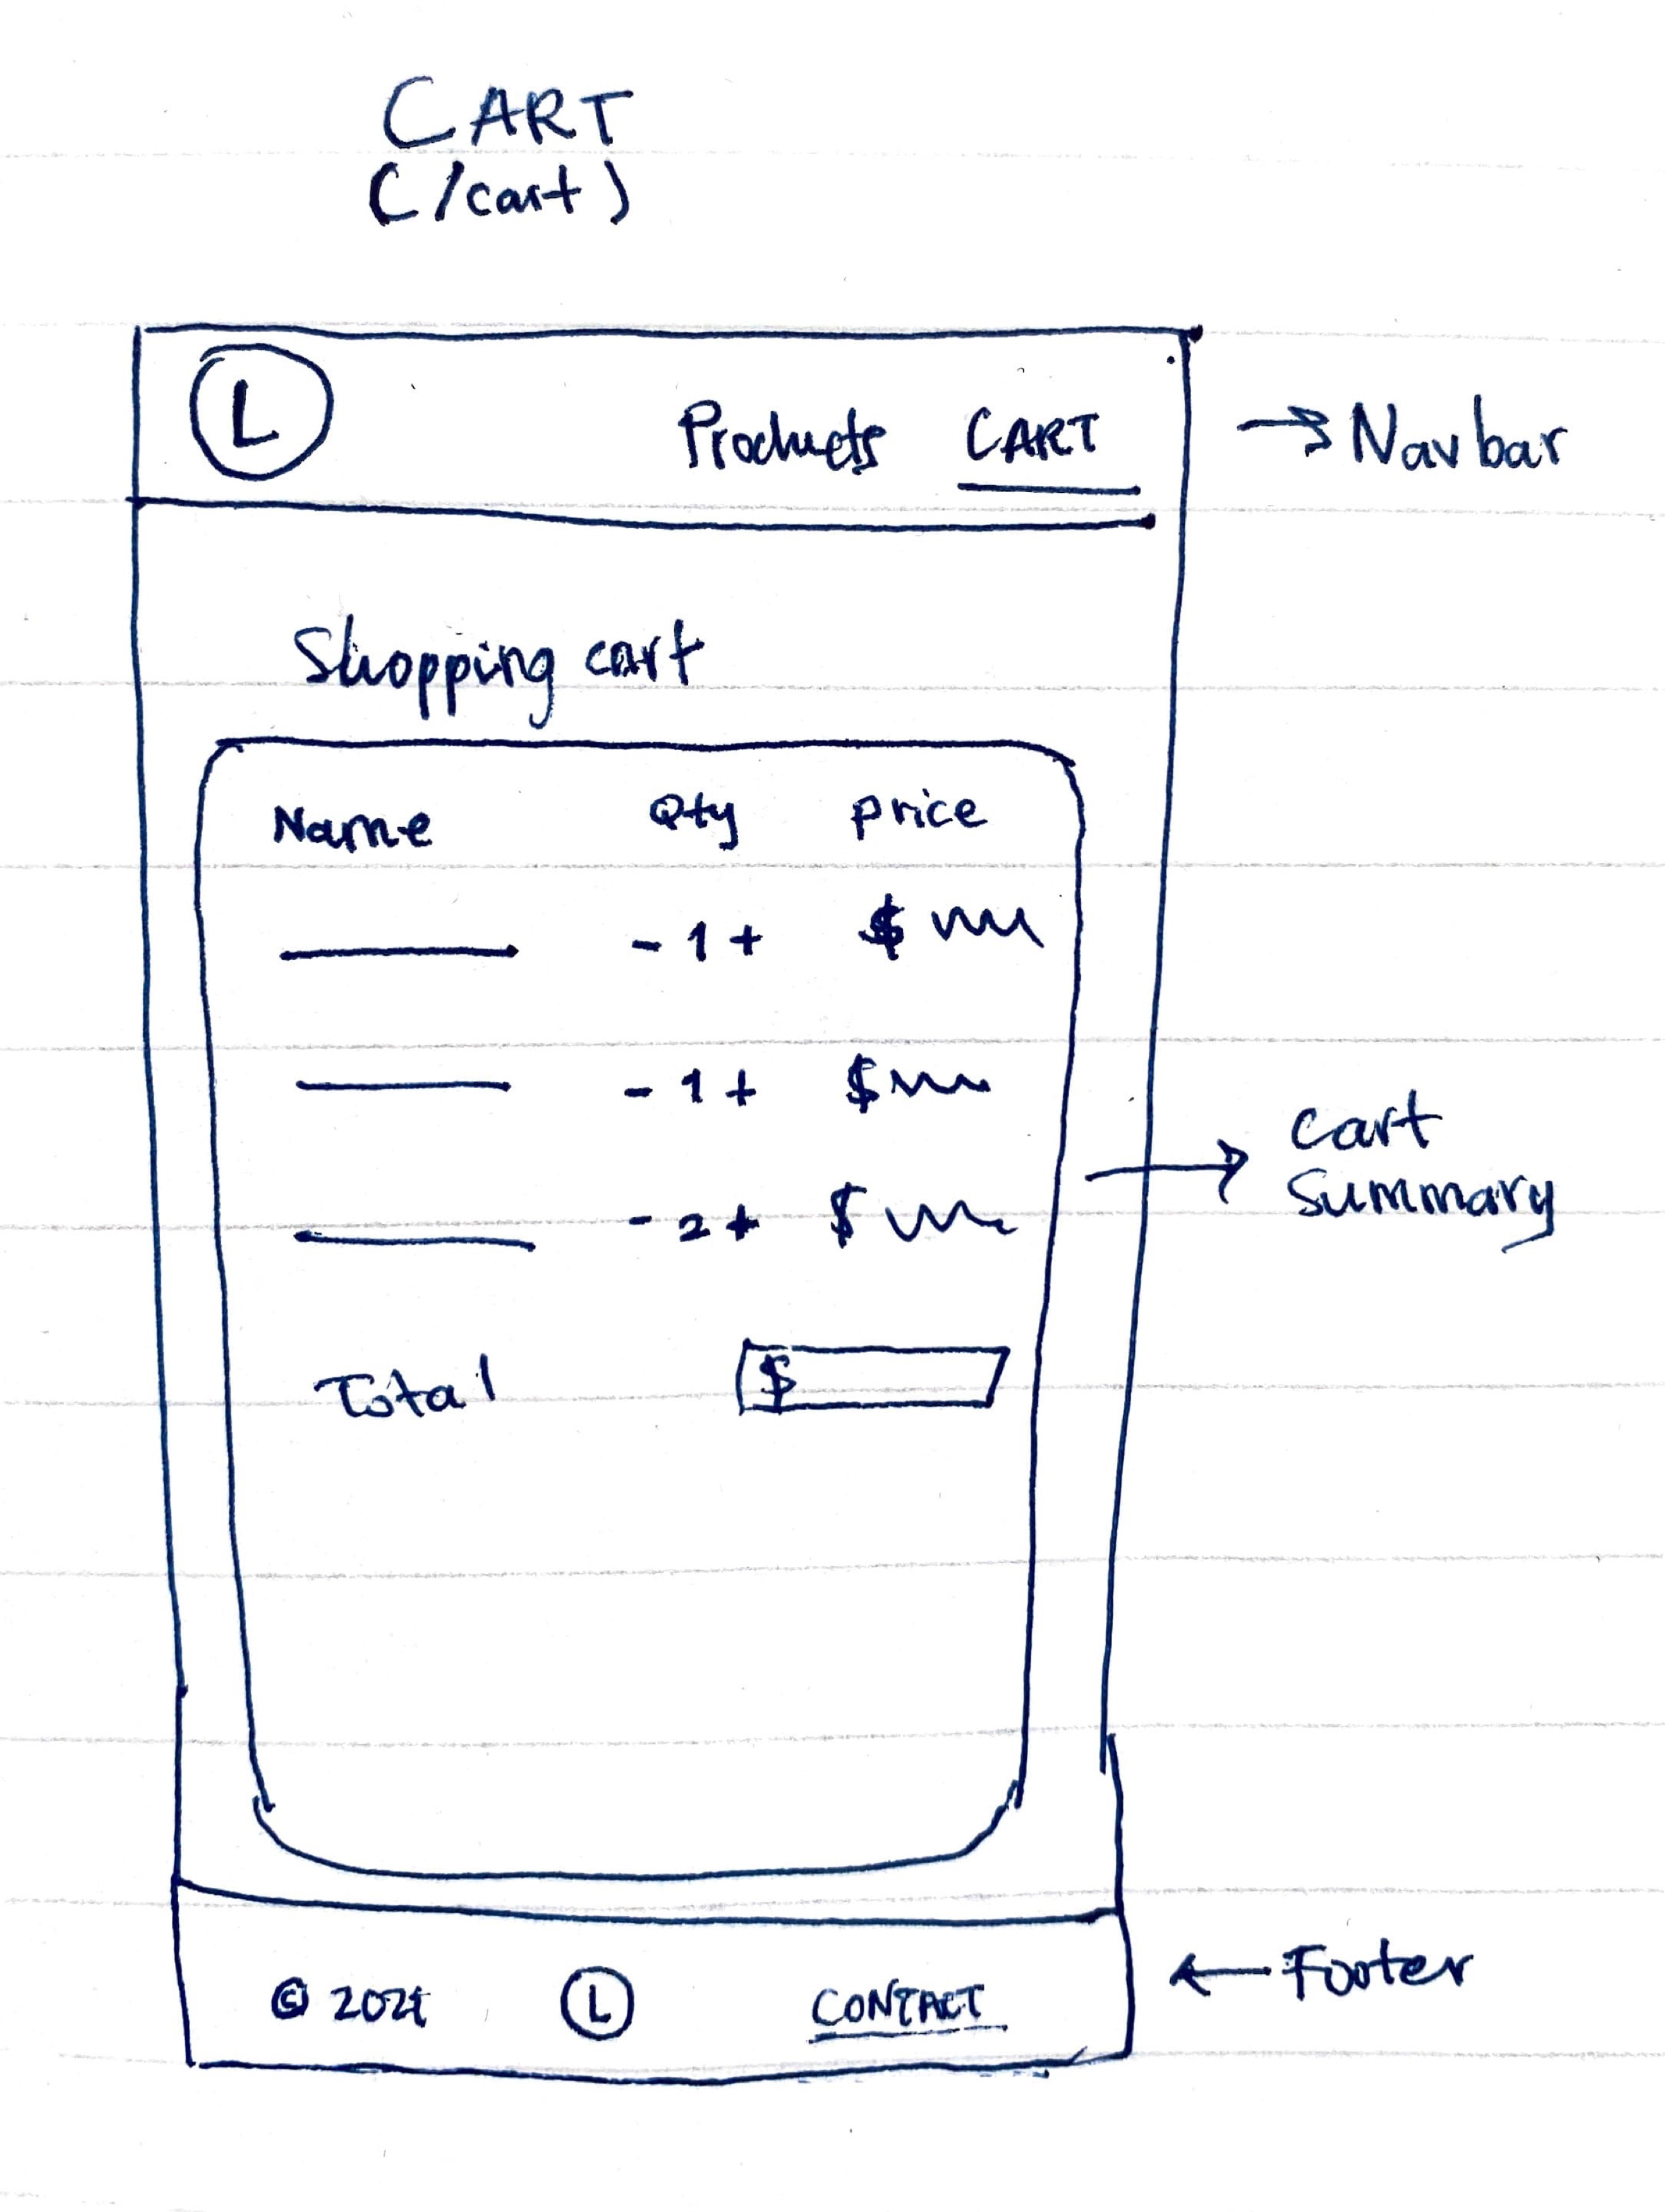 CART
(/cart)
L
Products CART
→ Navbar
Shopping cart
Name Qty price
- 1 + $
- 1 + $
→ cart
summary
- 2 + $
Total $
© 2024 L CONTACT
← Footer